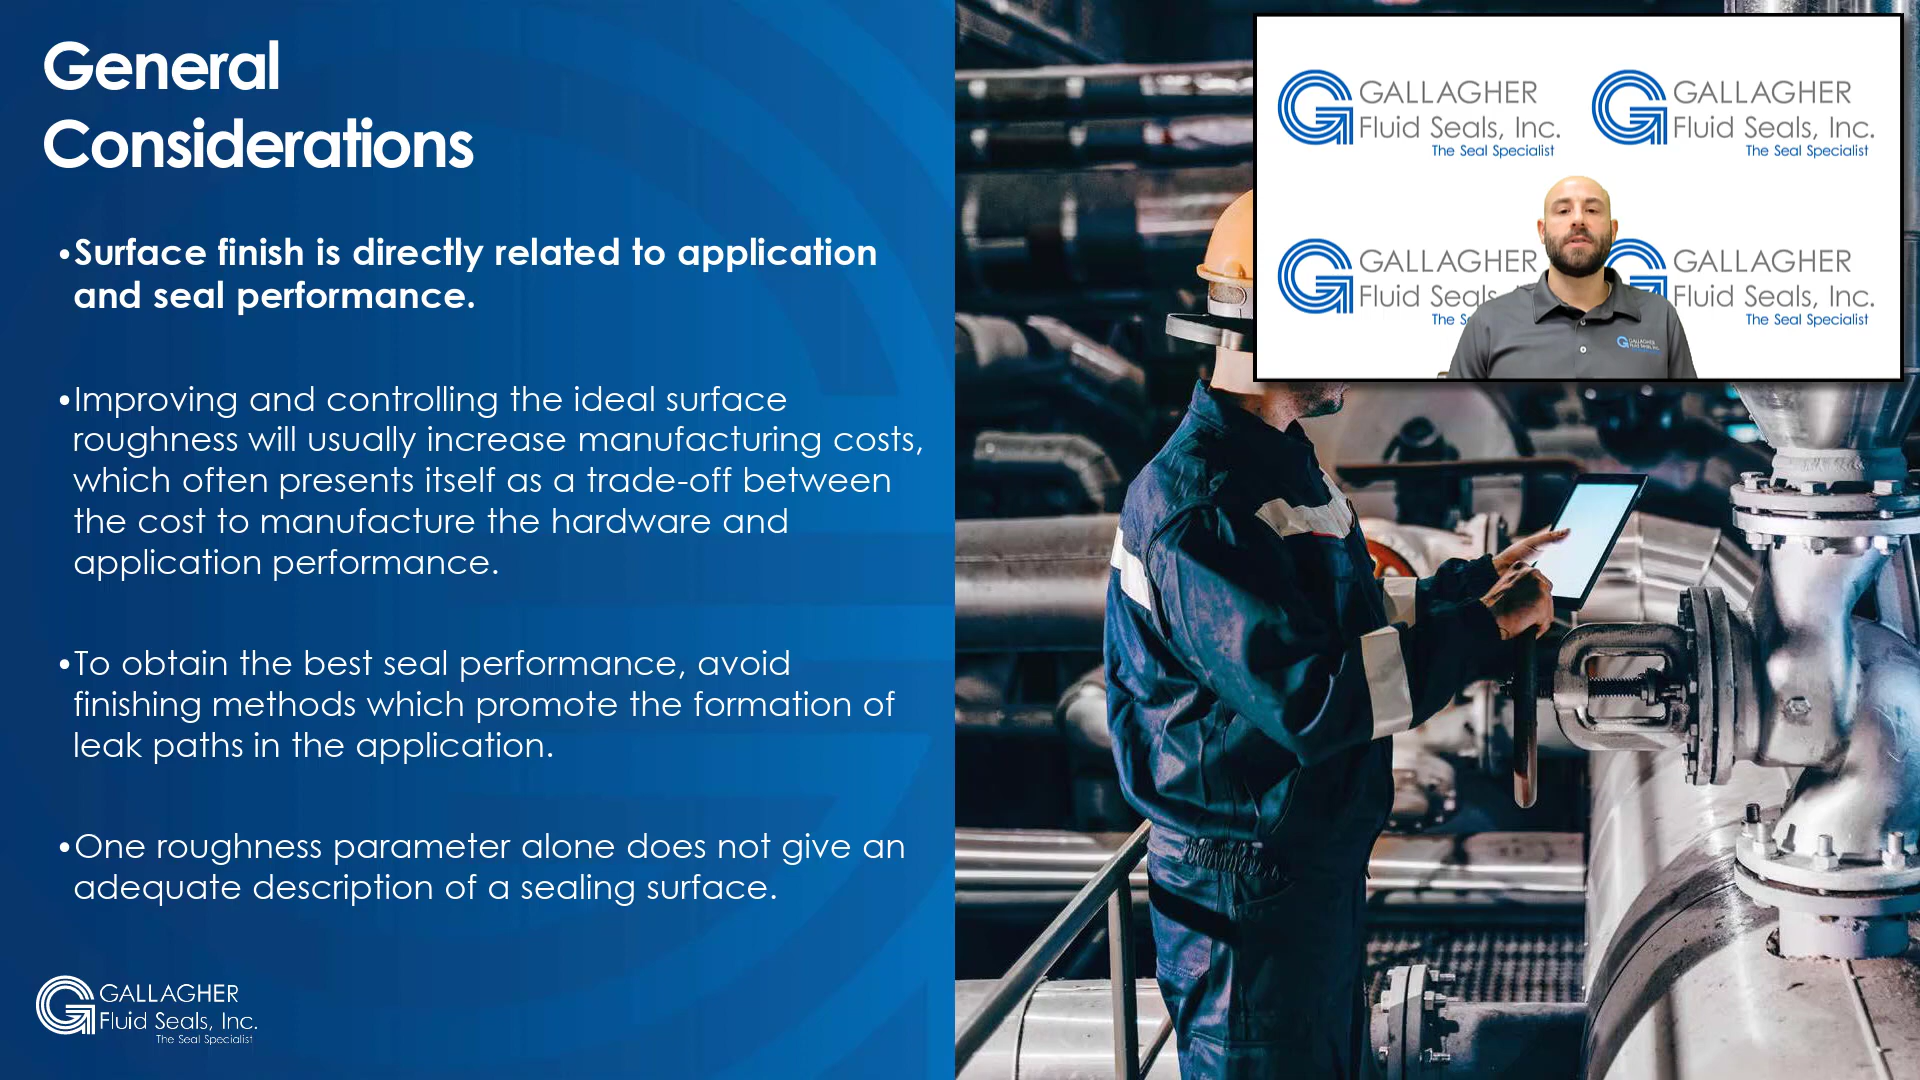 General
Considerations
•Surface finish is directly related to application
and seal performance.
•Improving and controlling the ideal surface
roughness will usually increase manufacturing costs,
which often presents itself as a trade-off between
the cost to manufacture the hardware and
application performance.
•To obtain the best seal performance, avoid
finishing methods which promote the formation of
leak paths in the application.
•One roughness parameter alone does not give an
adequate description of a sealing surface.
GALLAGHER
Fluid Seals, Inc.
The Seal Specialist
GALLAGHER
Fluid Seals, Inc.
The Seal Specialist
GALLAGHER
Fluid Seals, Inc.
The Seal Specialist
GALLAGHER
Fluid Seals
The
GALLAGHER
Fluid Seals, Inc.
The Seal Specialist
GALLAGHER